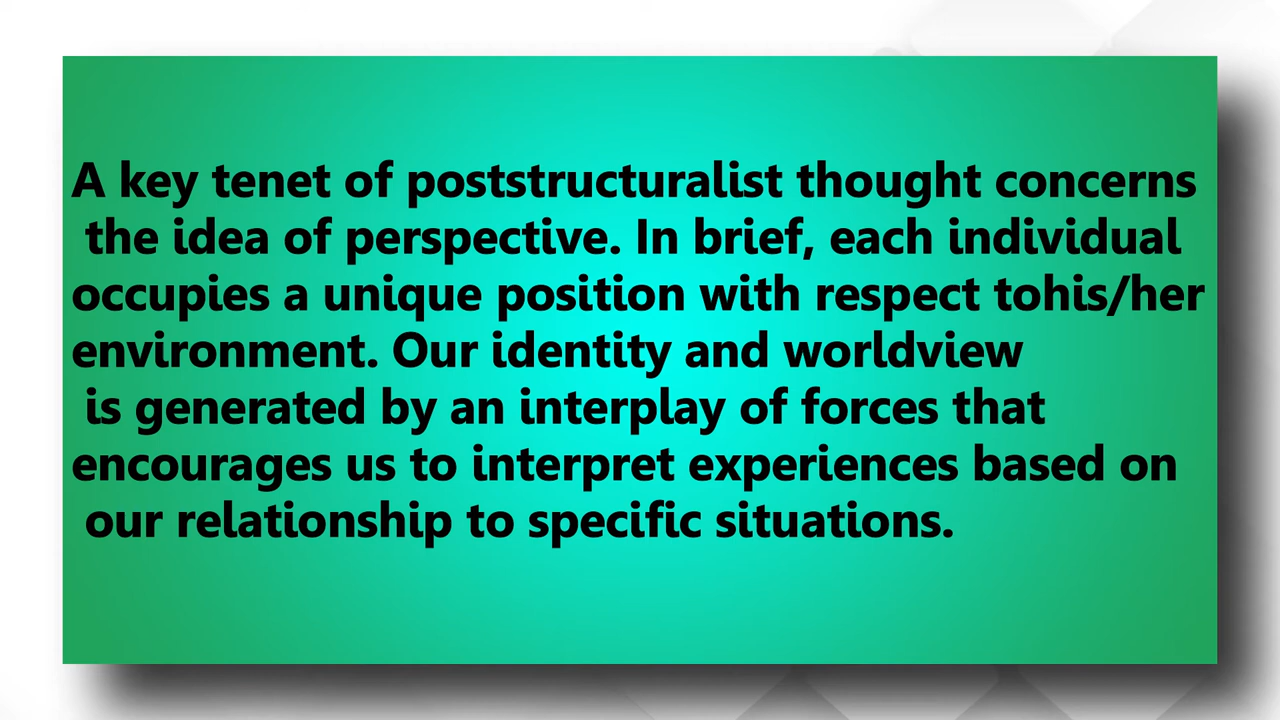 A key tenet of poststructuralist thought concerns
the idea of perspective. In brief, each individual
occupies a unique position with respect tohis/her
environment. Our identity and worldview
is generated by an interplay of forces that
encourages us to interpret experiences based on
our relationship to specific situations.